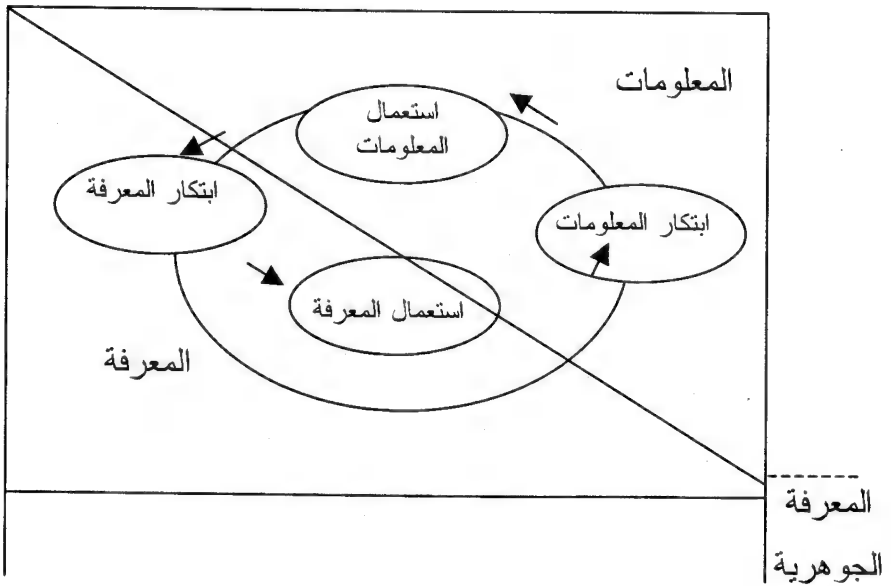 المعلومات
استعمال
المعلومات
ابتكار المعرفة
ابتكار المعلومات
استعمال المعرفة
المعرفة
المعرفة
الجوهرية